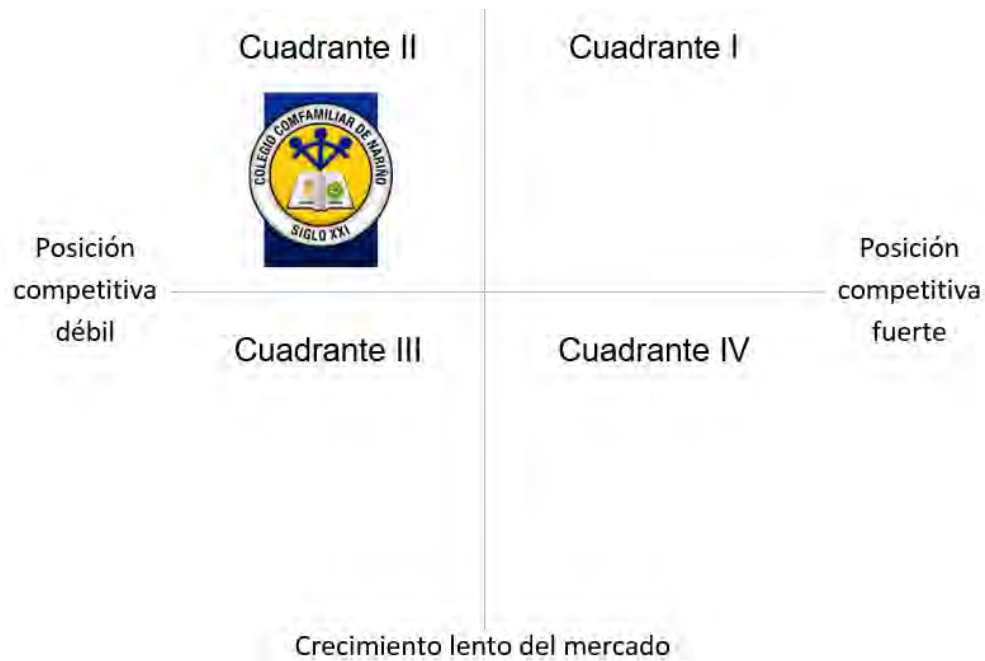 Cuadrante II
Cuadrante I
COLEGIO COMFAMILIAR DE NARIÑO
SIGLO XXI
Posición
competitiva
débil
Posición
competitiva
fuerte
Cuadrante III
Cuadrante IV
Crecimiento lento del mercado